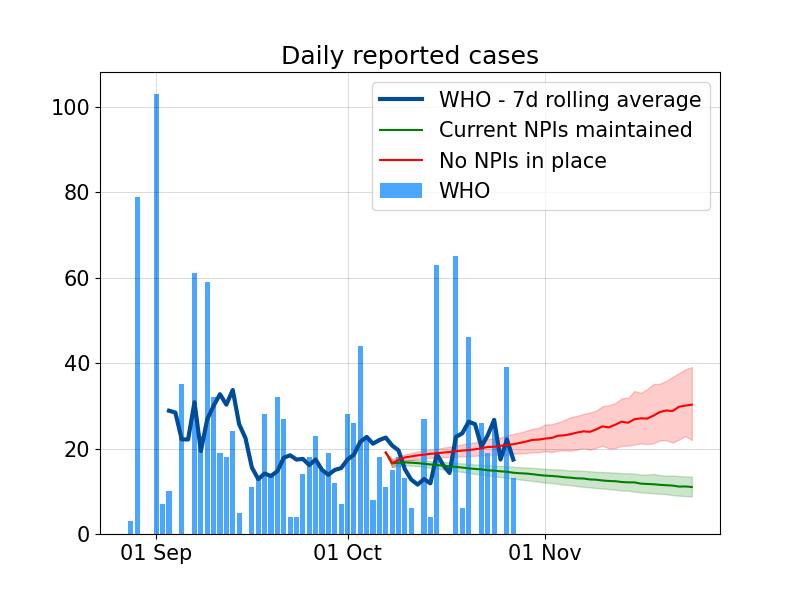 Daily reported cases
WHO - 7d rolling average
Current NPIs maintained
No NPIs in place
WHO
100
80
60
40
20
0
01 Sep
01 Oct
01 Nov